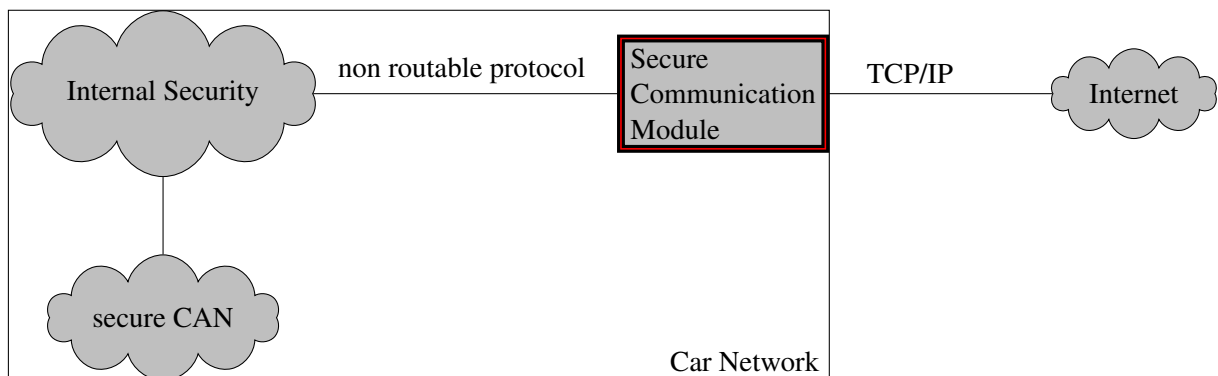 Internal Security
non routable protocol
Secure
Communication
Module
TCP/IP
Internet
secure CAN
Car Network